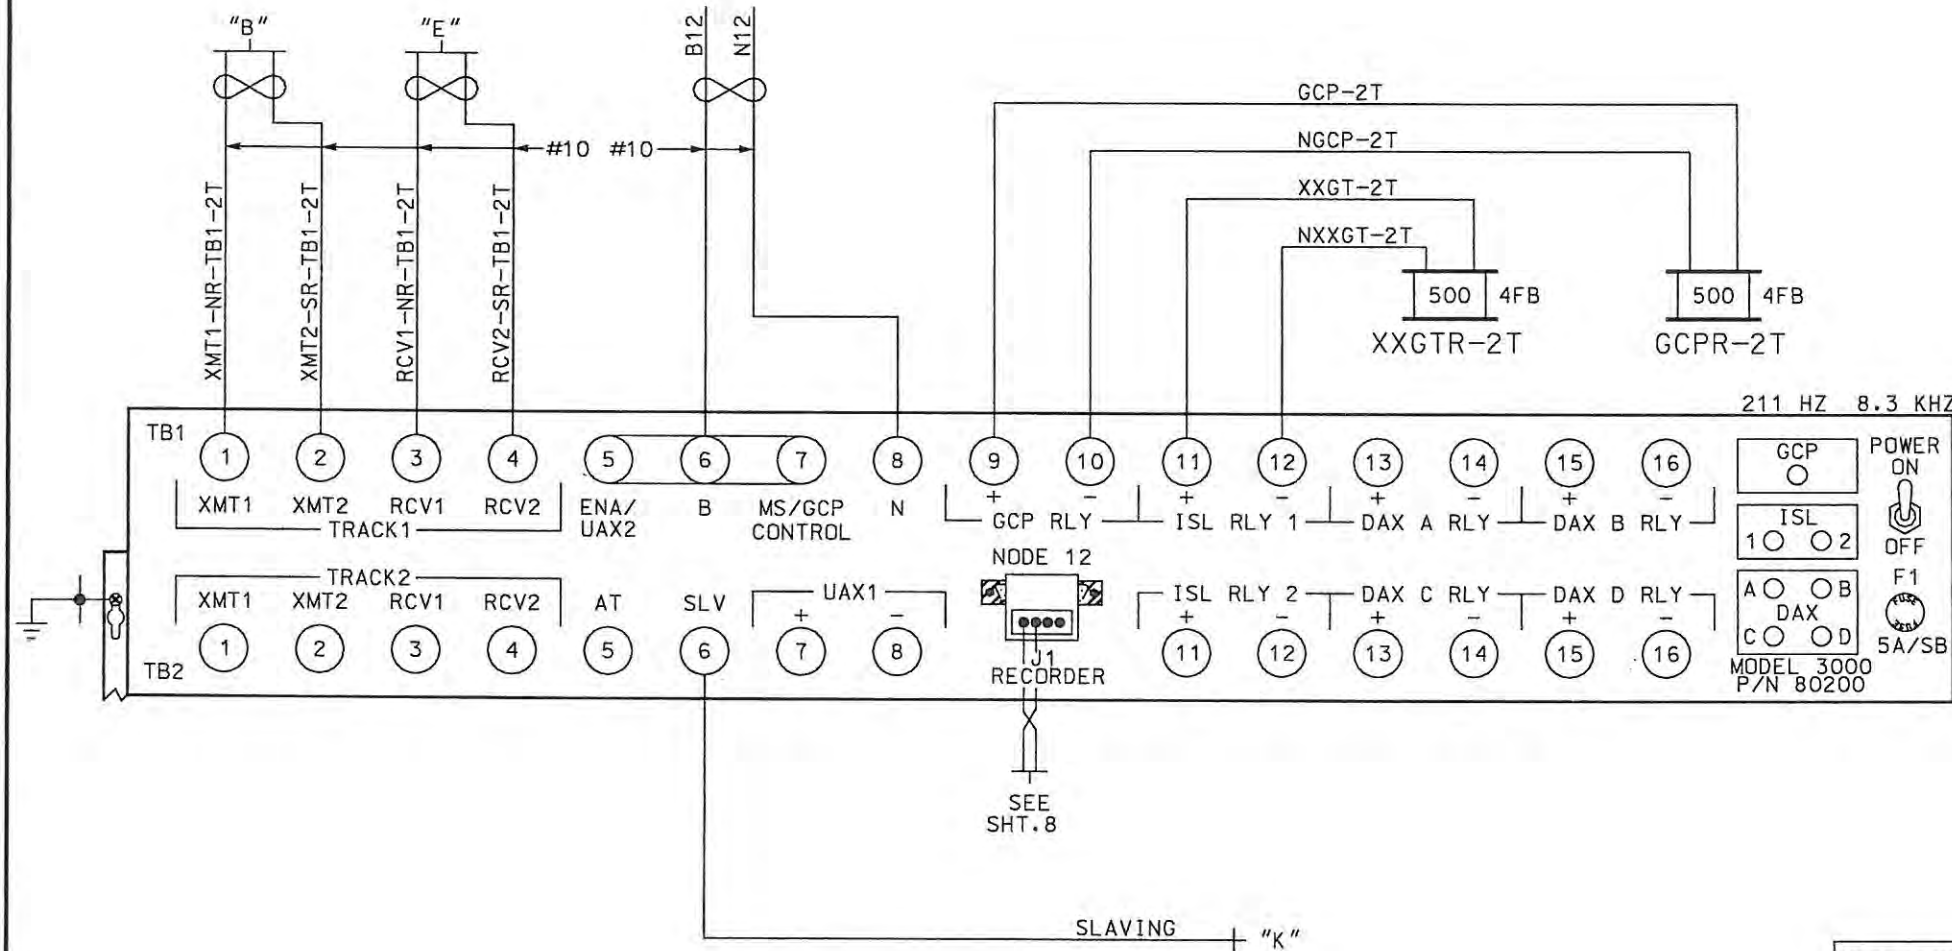 "B"
"E"
B12
N12
GCP-2T
NGCP-2T
#10 #10
XXGT-2T
NXXGT-2T
XMT1-NR-TB1-2T
XMT2-SR-TB1-2T
RCV1-NR-TB1-2T
RCV2-SR-TB1-2T
500 4FB
500 4FB
XXGTR-2T
GCPR-2T
211 HZ 8.3 KHZ
TB1
1 2 3 4 5 6 7 8 9 10 11 12 13 14 15 16
+ - + - + - + -
XMT1 XMT2 RCV1 RCV2 ENA/ UAX2 B MS/GCP CONTROL N
TRACK1
GCP RLY ISL RLY 1 DAX A RLY DAX B RLY
GCP
POWER
ON
OFF
ISL
1 2
NODE 12
TRACK2
XMT1 XMT2 RCV1 RCV2 AT SLV UAX1
+ -
ISL RLY 2 DAX C RLY DAX D RLY
+ - + - + -
A B
DAX
C D
F1
FUSE
5A/SB
TB2
1 2 3 4 5 6 7 8 11 12 13 14 15 16
J1
RECORDER
MODEL 3000
P/N 80200
SEE
SHT.8
SLAVING "K"